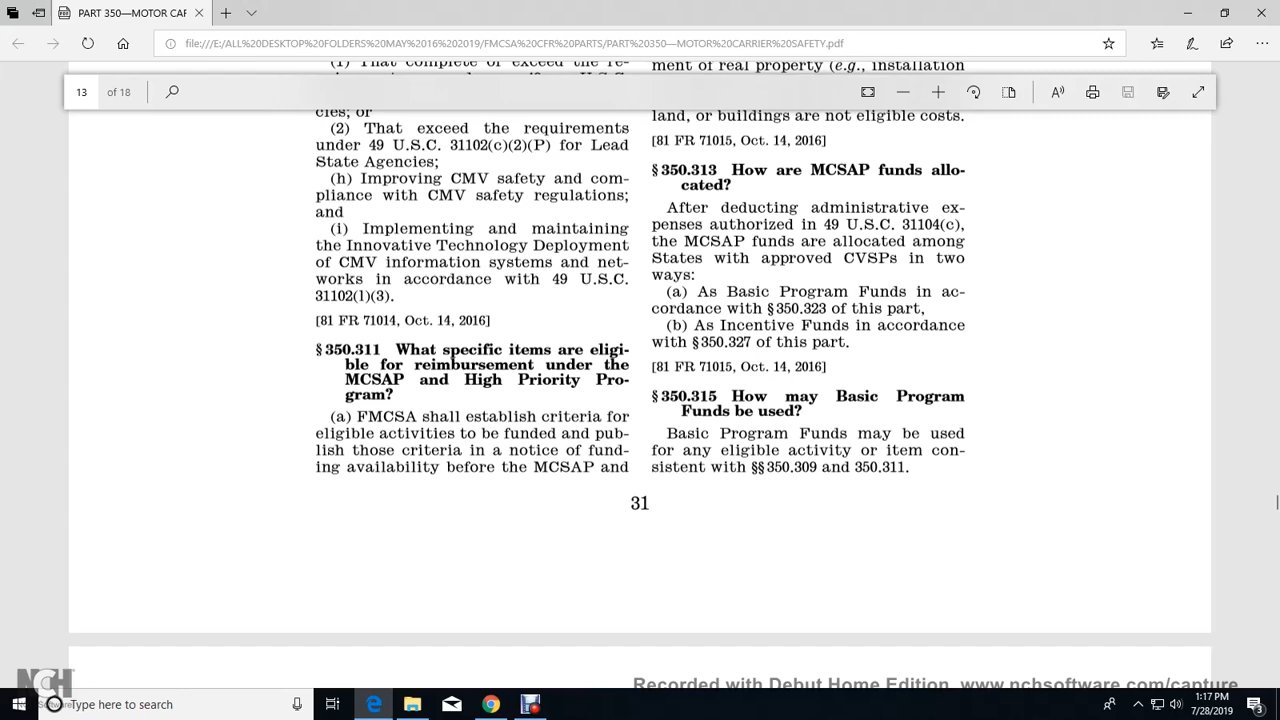 PART 350—MOTOR CAR
file:///E:/ALL%20DESKTOP%20FOLDERS%20MAY%2016%202019/FMCSA%20CFR%20PARTS/PART%20350—MOTOR%20CARRIER%20SAFETY.pdf
13 of 18
(1) That complete or exceed the re-
cies; or
(2) That exceed the requirements
under 49 U.S.C. 31102(c)(2)(P) for Lead
State Agencies;
(h) Improving CMV safety and com-
pliance with CMV safety regulations;
and
(i) Implementing and maintaining
the Innovative Technology Deployment
of CMV information systems and net-
works in accordance with 49 U.S.C.
31102(l)(3).
[81 FR 71014, Oct. 14, 2016]
§ 350.311 What specific items are eligi-
ble for reimbursement under the
MCSAP and High Priority Pro-
gram?
(a) FMCSA shall establish criteria for
eligible activities to be funded and pub-
lish those criteria in a notice of fund-
ing availability before the MCSAP and
ment of real property (e.g., installation
land, or buildings are not eligible costs.
[81 FR 71015, Oct. 14, 2016]
§ 350.313 How are MCSAP funds allo-
cated?
After deducting administrative ex-
penses authorized in 49 U.S.C. 31104(c),
the MCSAP funds are allocated among
States with approved CVSPs in two
ways:
(a) As Basic Program Funds in ac-
cordance with § 350.323 of this part,
(b) As Incentive Funds in accordance
with § 350.327 of this part.
[81 FR 71015, Oct. 14, 2016]
§ 350.315 How may Basic Program
Funds be used?
Basic Program Funds may be used
for any eligible activity or item con-
sistent with §§ 350.309 and 350.311.
31
NCH
Software
Recorded with Debut Home Edition. www.nchsoftware.com/capture
Type here to search
1:17 PM
7/28/2019
3